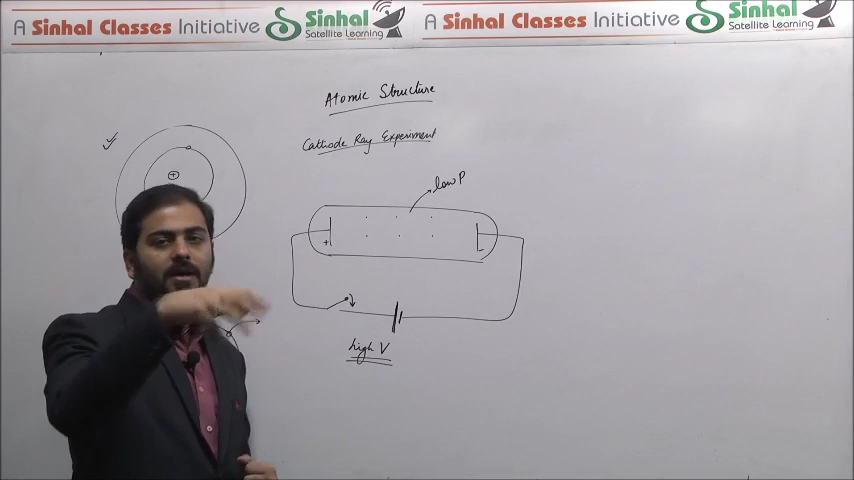 A Sinhal Classes Initiative Sinhal Satellite Learning
A Sinhal Classes Initiative Sinhal Satellite Learning
Atomic Structure
Cathode Ray Experiment
low P
+
+ -
high V